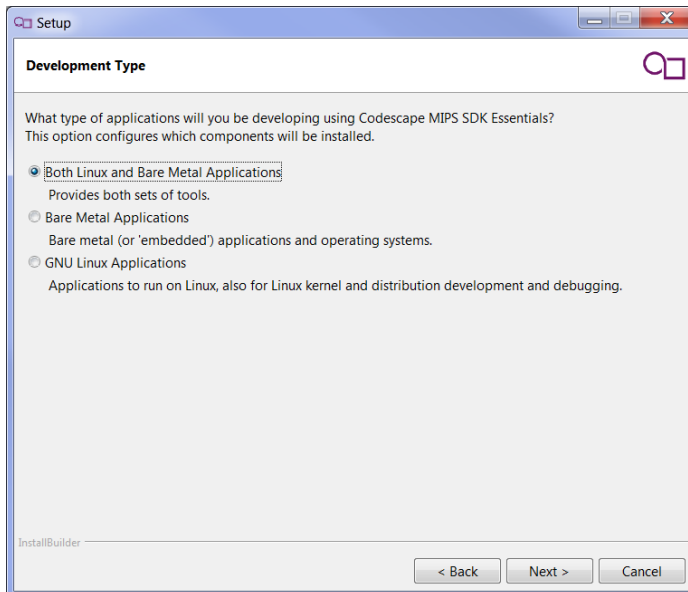 Setup
Development Type
What type of applications will you be developing using Codescape MIPS SDK Essentials?
This option configures which components will be installed.
Both Linux and Bare Metal Applications
Provides both sets of tools.
Bare Metal Applications
Bare metal (or 'embedded') applications and operating systems.
GNU Linux Applications
Applications to run on Linux, also for Linux kernel and distribution development and debugging.
InstallBuilder
< Back Next > Cancel